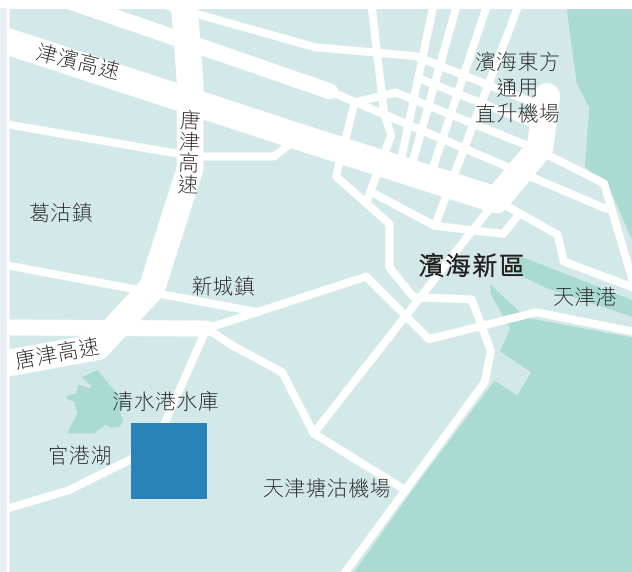 津濱高速
濱海東方
通用
直升機場
唐津高速
葛沽鎮
濱海新區
新城鎮
天津港
唐津高速
清水港水庫
官港湖
天津塘沽機場